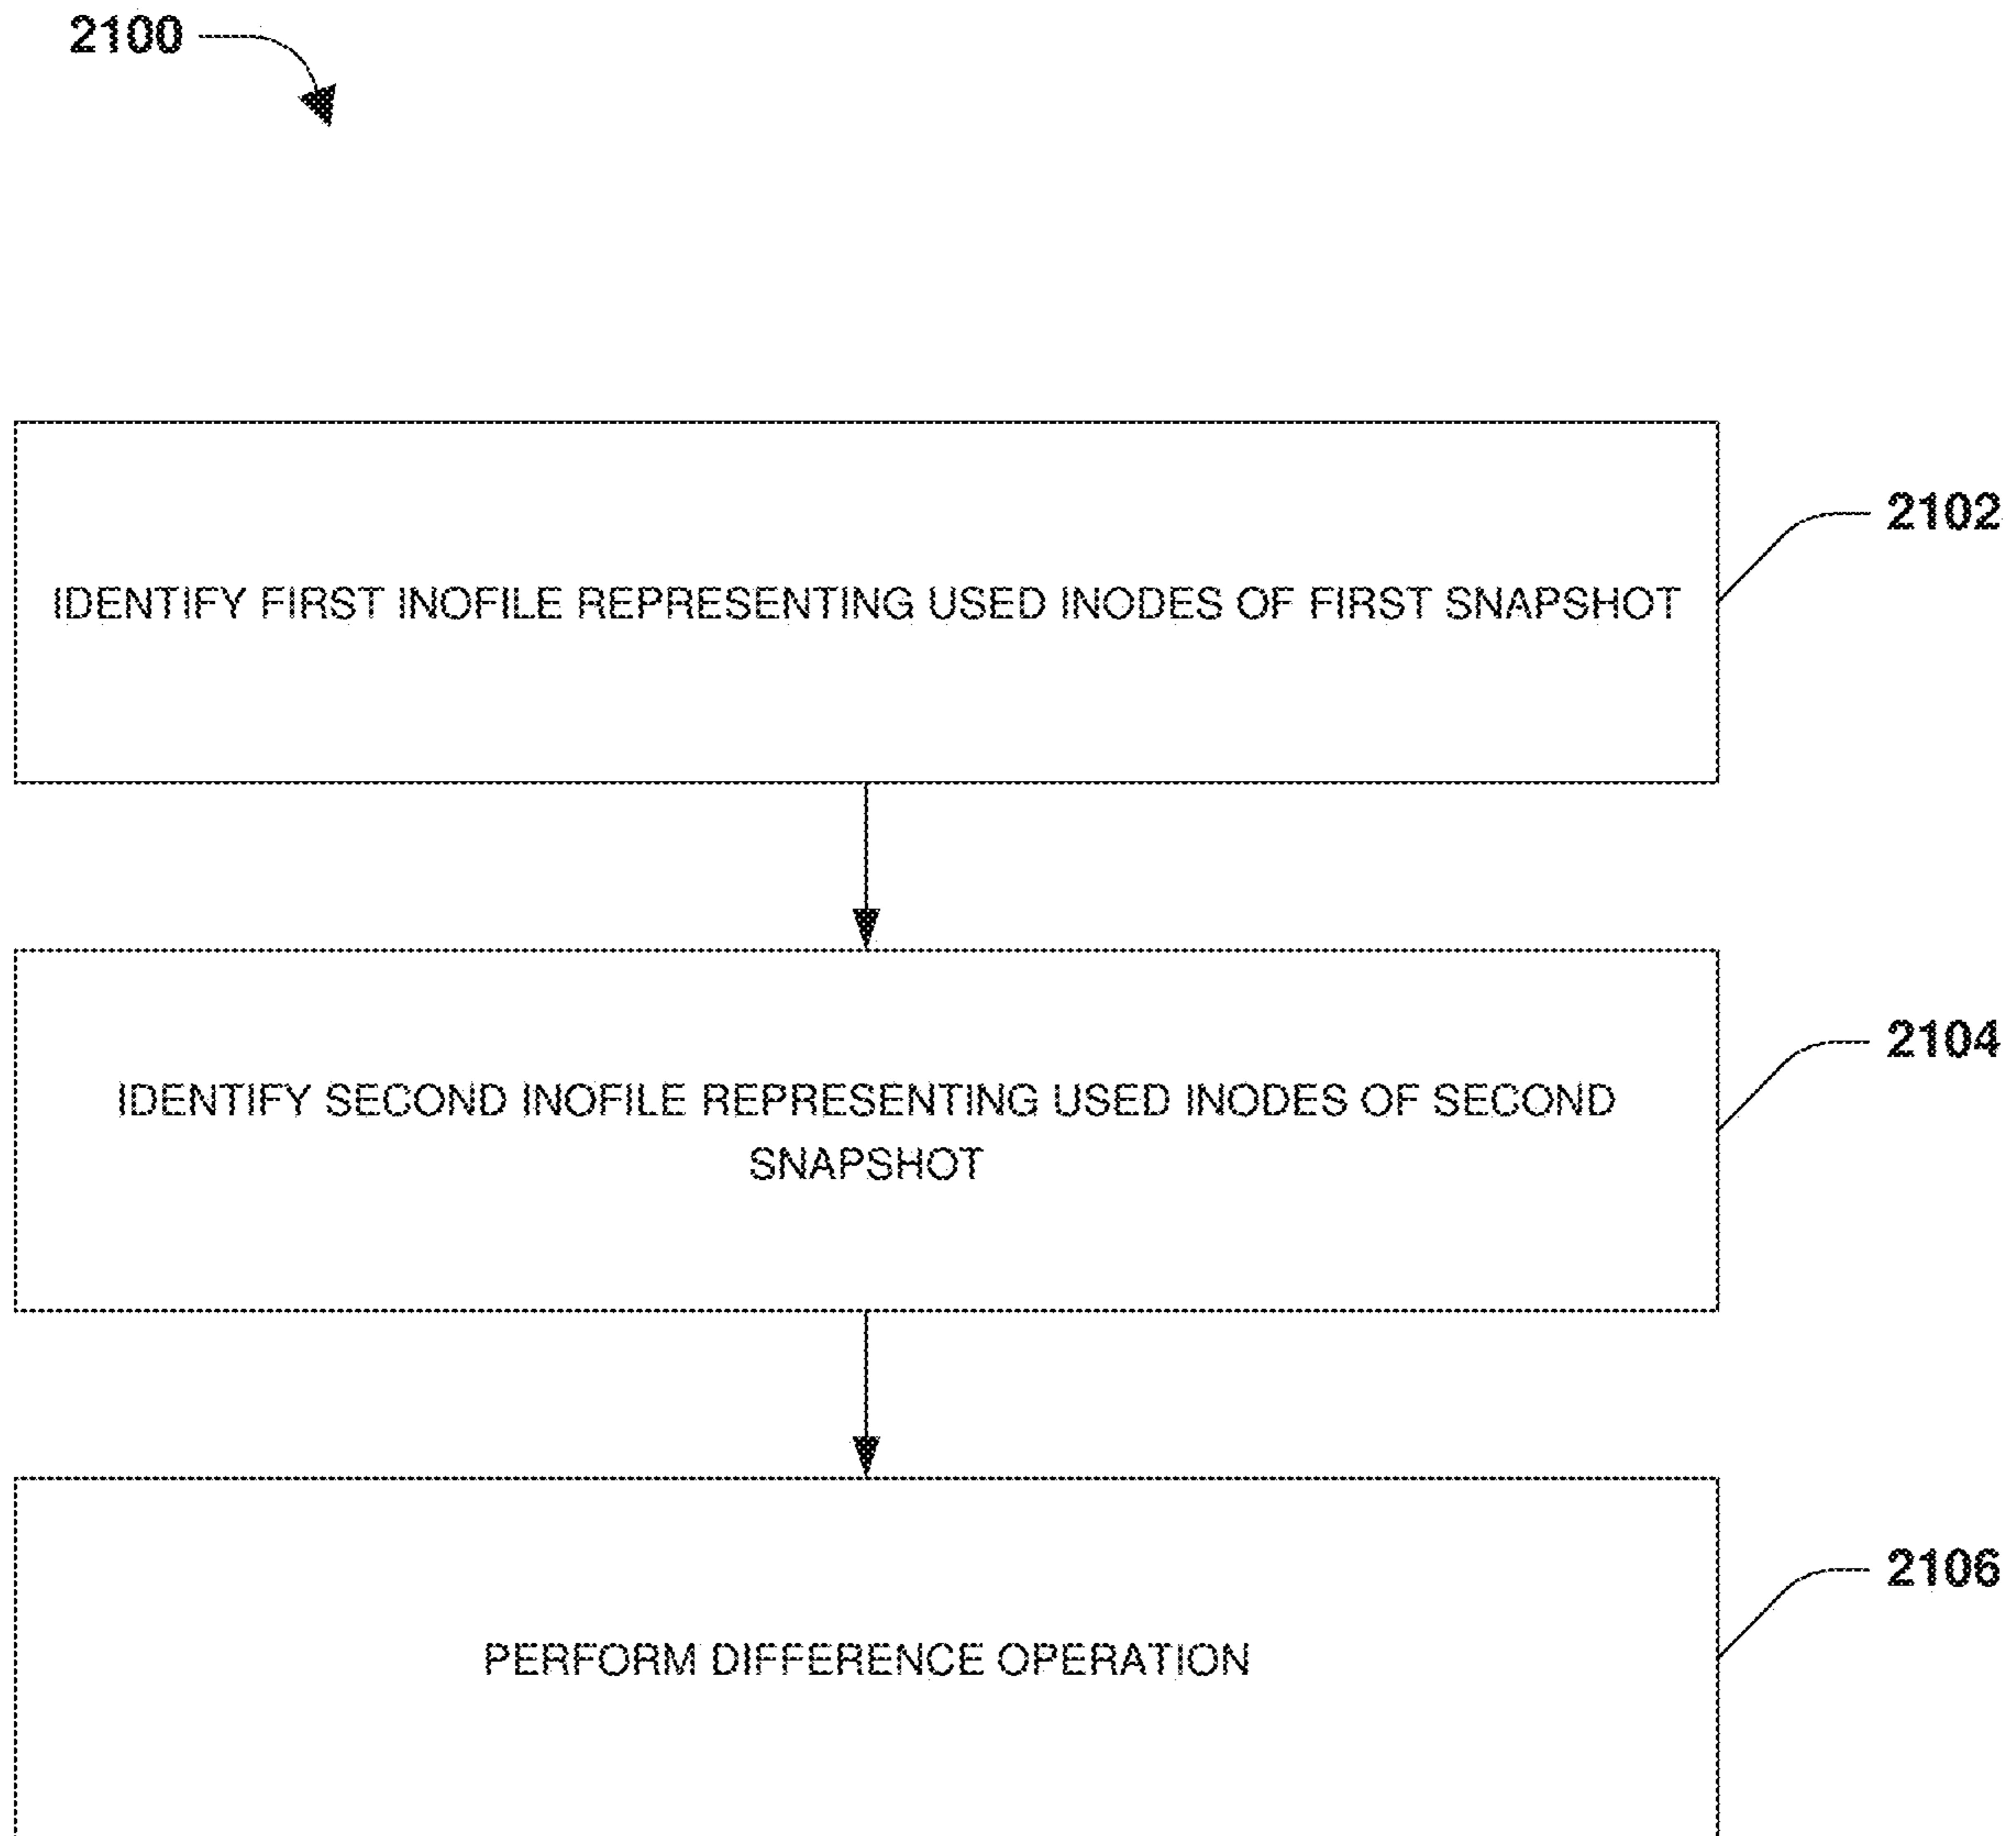 2100
IDENTIFY FIRST INOFILE REPRESENTING USED INODES OF FIRST SNAPSHOT
2102
IDENTIFY SECOND INOFILE REPRESENTING USED INODES OF SECOND
SNAPSHOT
2104
PERFORM DIFFERENCE OPERATION
2106